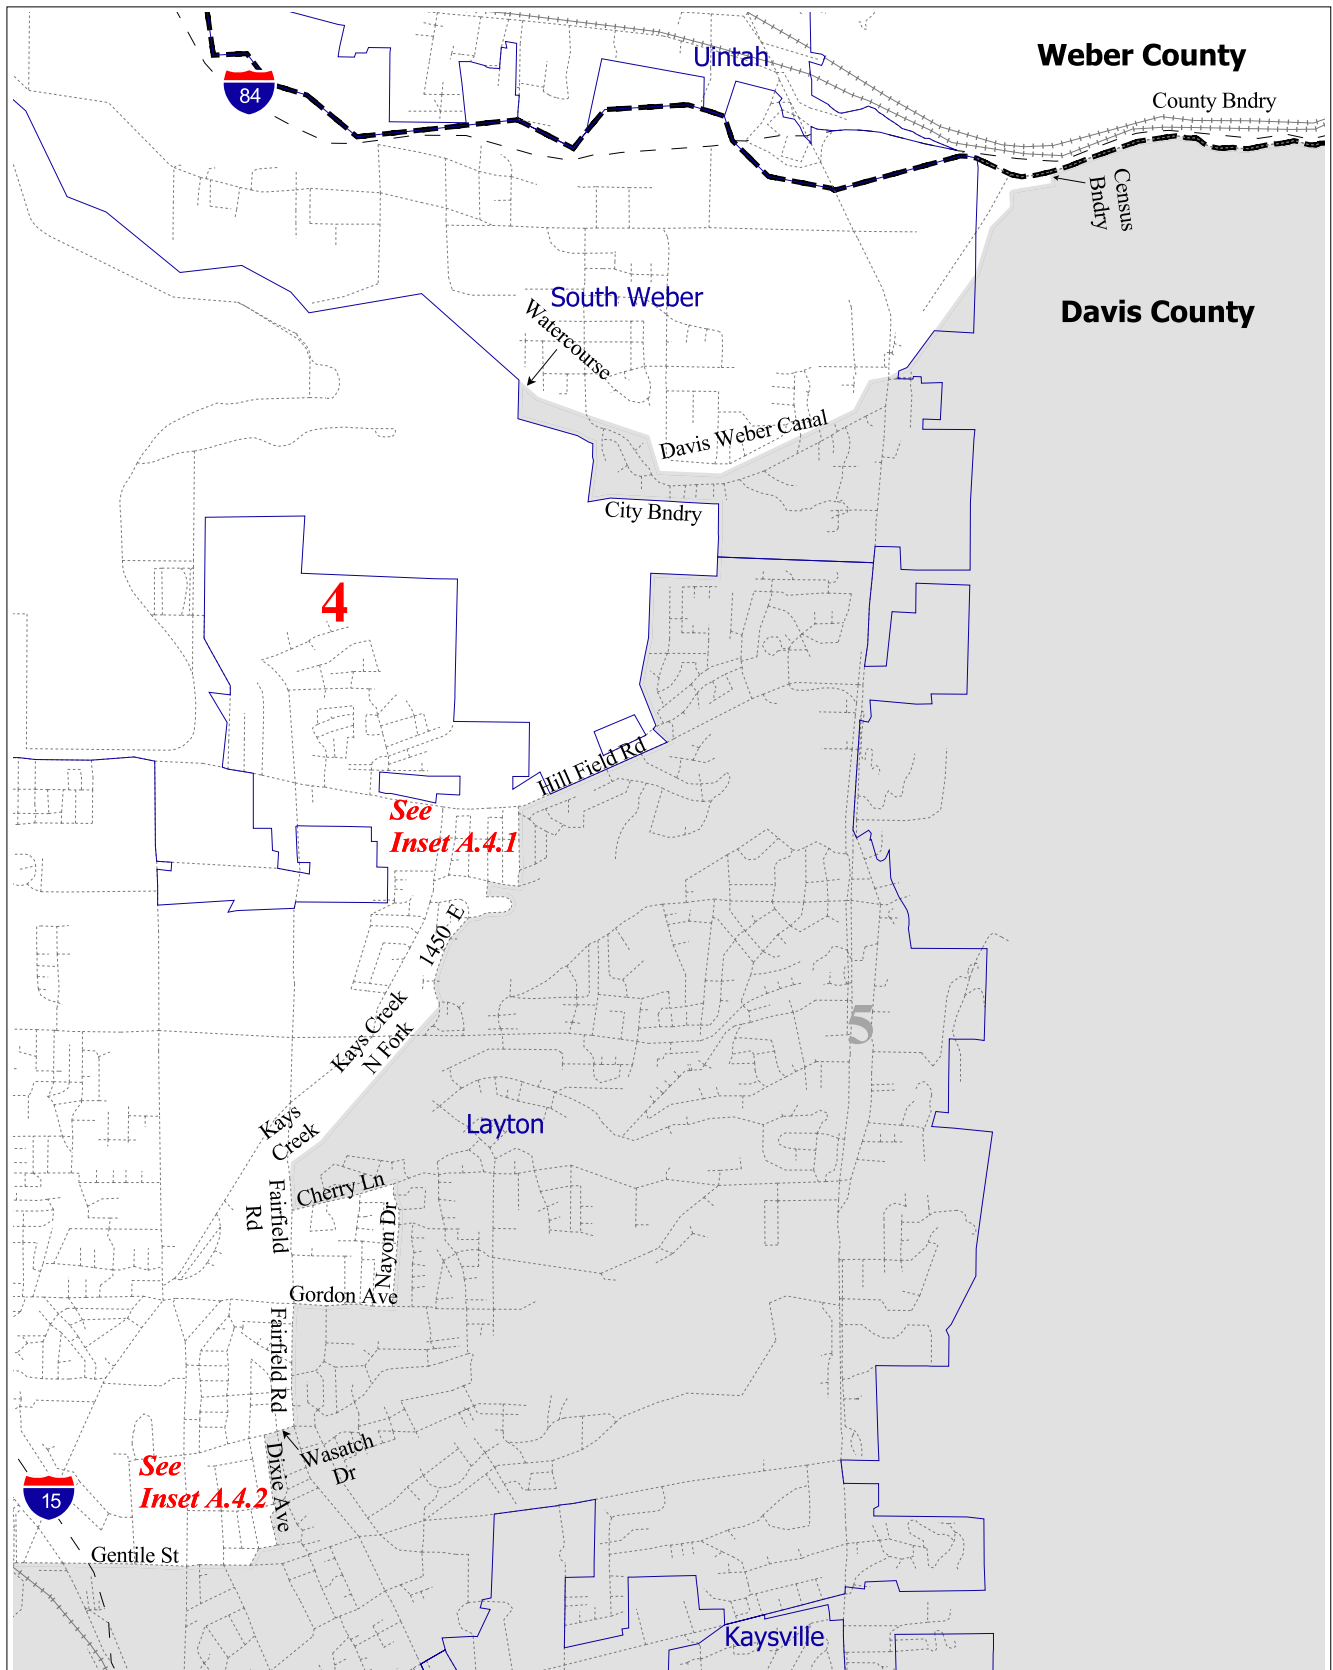 Weber County
Uintah
84
County Bndry
Census
Bndry
South Weber
Davis County
Watercourse
Davis Weber Canal
City Bndry
4
Hill Field Rd
See
Inset A.4.1
1450 E
Kays Creek
N Fork
5
Kays
Creek
Layton
Cherry Ln
Fairfield
Rd
Nayon Dr
Gordon Ave
Fairfield Rd
Wasatch
Dr
Dixie Ave
See
Inset A.4.2
15
Gentile St
Kaysville